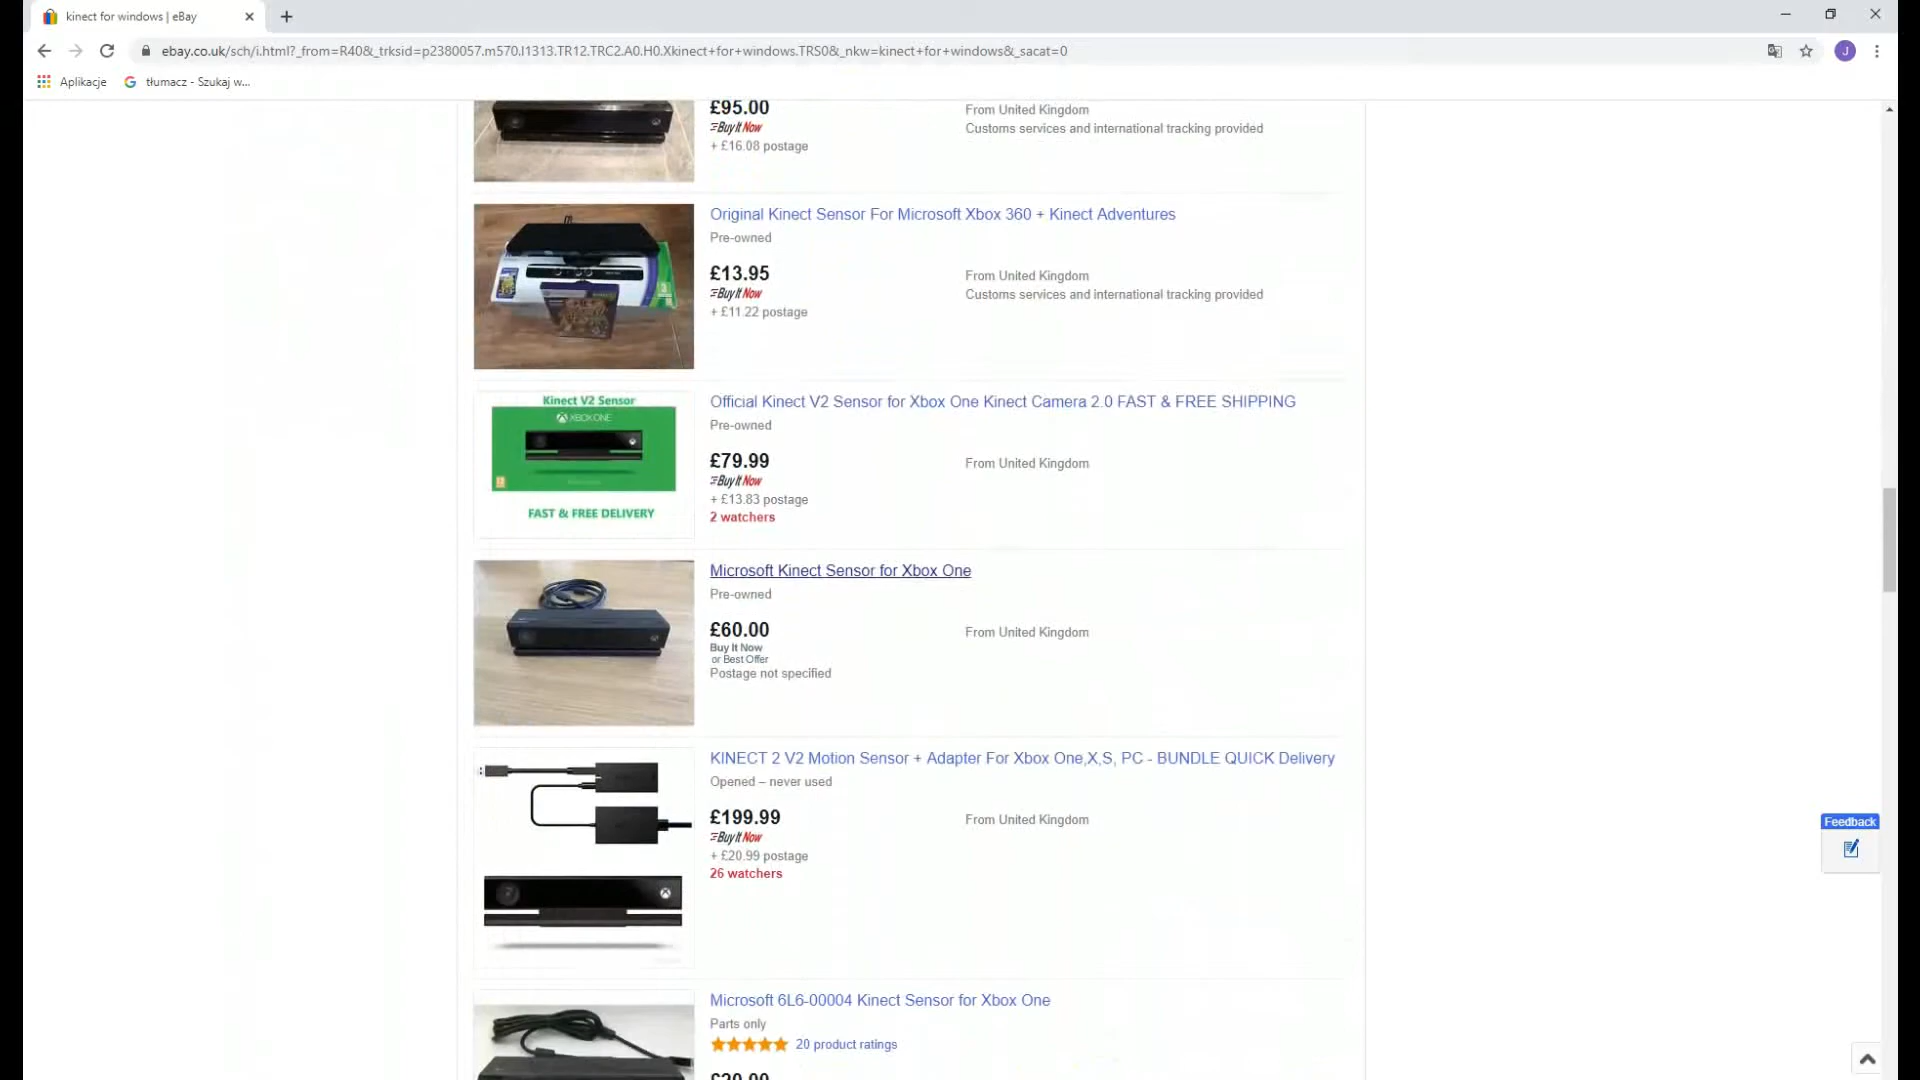 kinect for windows | eBay
ebay.co.uk/sch/i.html?_from=R40&_trksid=p2380057.m570.l1313.TR12.TRC2.A0.H0.Xkinect+for+windows.TRS0&_nkw=kinect+for+windows&_sacat=0
J
Aplikacje
tłumacz - Szukaj w...
£95.00
From United Kingdom
Buy It Now
Customs services and international tracking provided
+ £16.08 postage
Original Kinect Sensor For Microsoft Xbox 360 + Kinect Adventures
Pre-owned
£13.95
From United Kingdom
Buy It Now
Customs services and international tracking provided
+ £11.22 postage
Kinect V2 Sensor
XBOX ONE
FAST & FREE DELIVERY
Official Kinect V2 Sensor for Xbox One Kinect Camera 2.0 FAST & FREE SHIPPING
Pre-owned
£79.99
From United Kingdom
Buy It Now
+ £13.83 postage
2 watchers
Microsoft Kinect Sensor for Xbox One
Pre-owned
£60.00
From United Kingdom
Buy It Now
or Best Offer
Postage not specified
KINECT 2 V2 Motion Sensor + Adapter For Xbox One,X,S, PC - BUNDLE QUICK Delivery
Opened – never used
£199.99
From United Kingdom
Buy It Now
+ £20.99 postage
26 watchers
Feedback
Microsoft 6L6-00004 Kinect Sensor for Xbox One
Parts only
20 product ratings